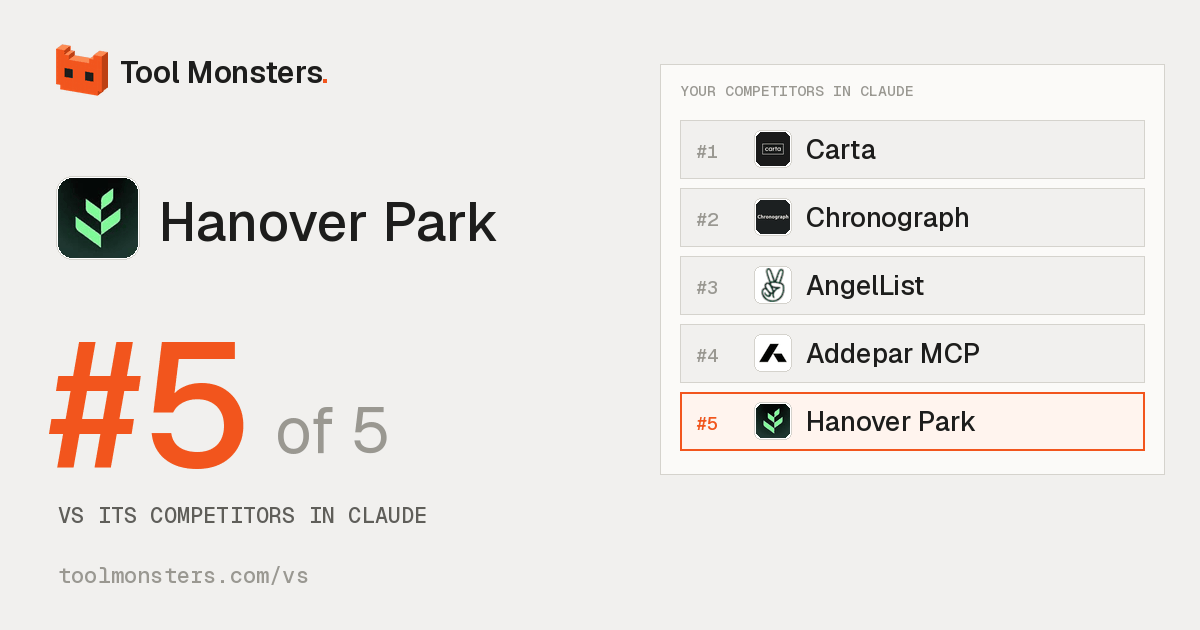 Tool Monsters.
Hanover Park
#5 of 5
VS ITS COMPETITORS IN CLAUDE
toolmonsters.com/vs
YOUR COMPETITORS IN CLAUDE
#1 carta Carta
#2 Chronograph Chronograph
#3 AngelList
#4 Addepar MCP
#5 Hanover Park